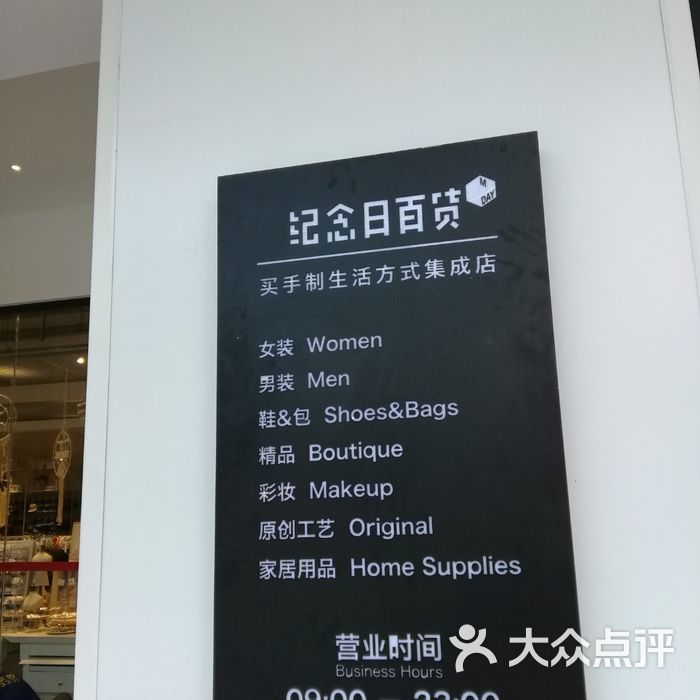 纪念日百货 M DAY
买手制生活方式集成店
女装 Women
男装 Men
鞋&包 Shoes&Bags
精品 Boutique
彩妆 Makeup
原创工艺 Original
家居用品 Home Supplies
营业时间
Business Hours
大众点评